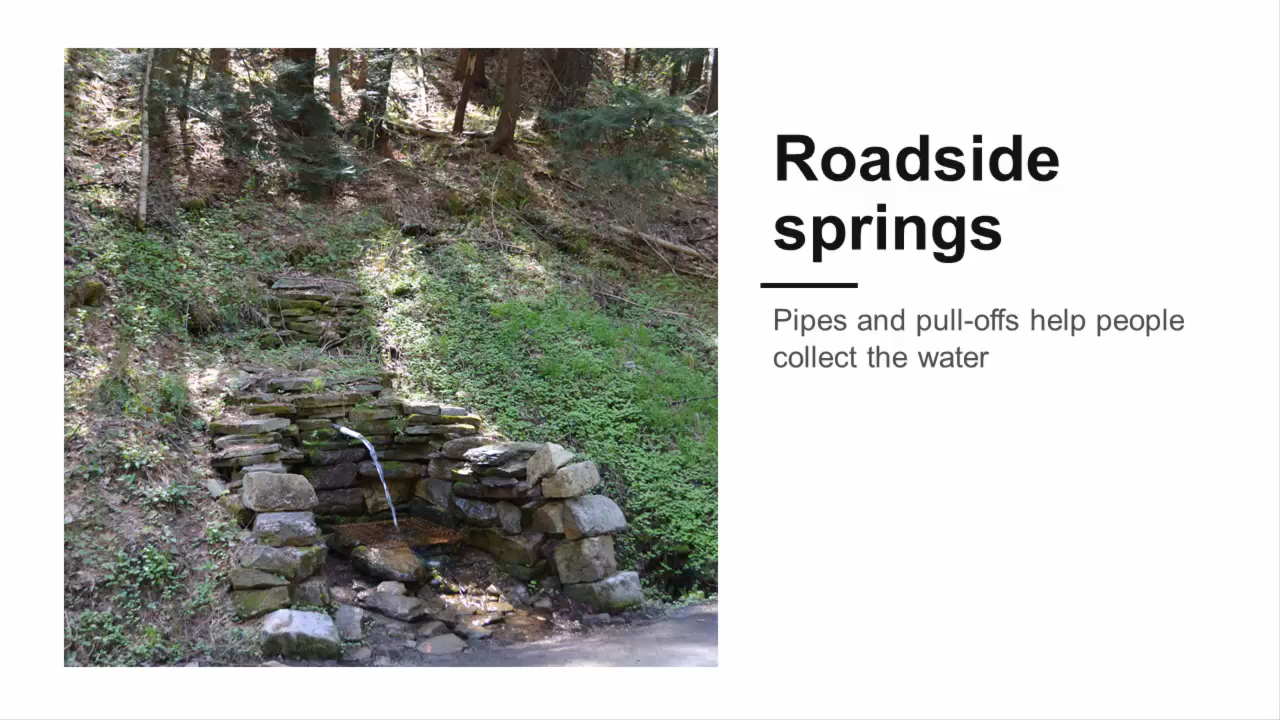 Roadside
springs
Pipes and pull-offs help people
collect the water